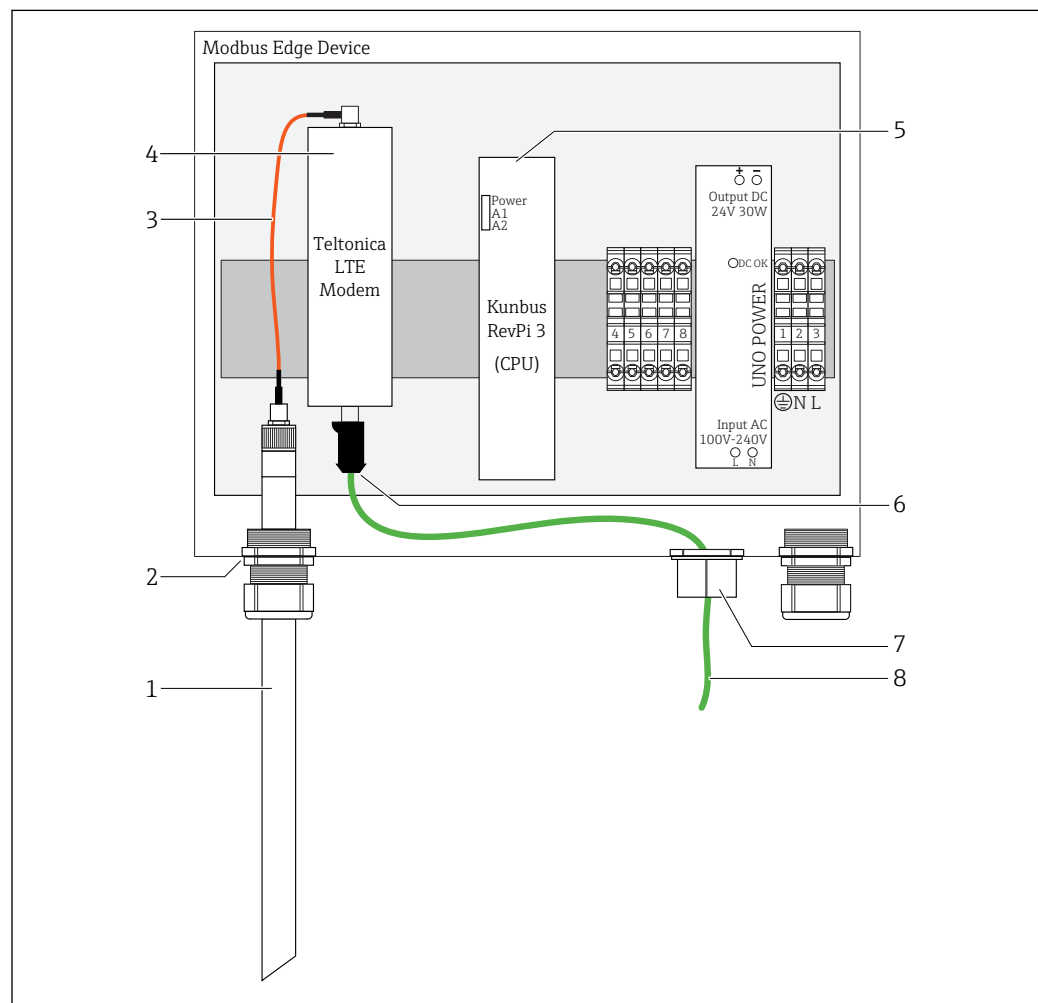 Modbus Edge Device
4
3
Teltonica
LTE
Modem
5
Power
A1
A2
Kunbus
RevPi 3
(CPU)
+ −
Output DC
24V 30W
DC OK
UNO POWER
4 5 6 7 8
1 2 3
N L
Input AC
100V-240V
L N
6
2
7
1
8